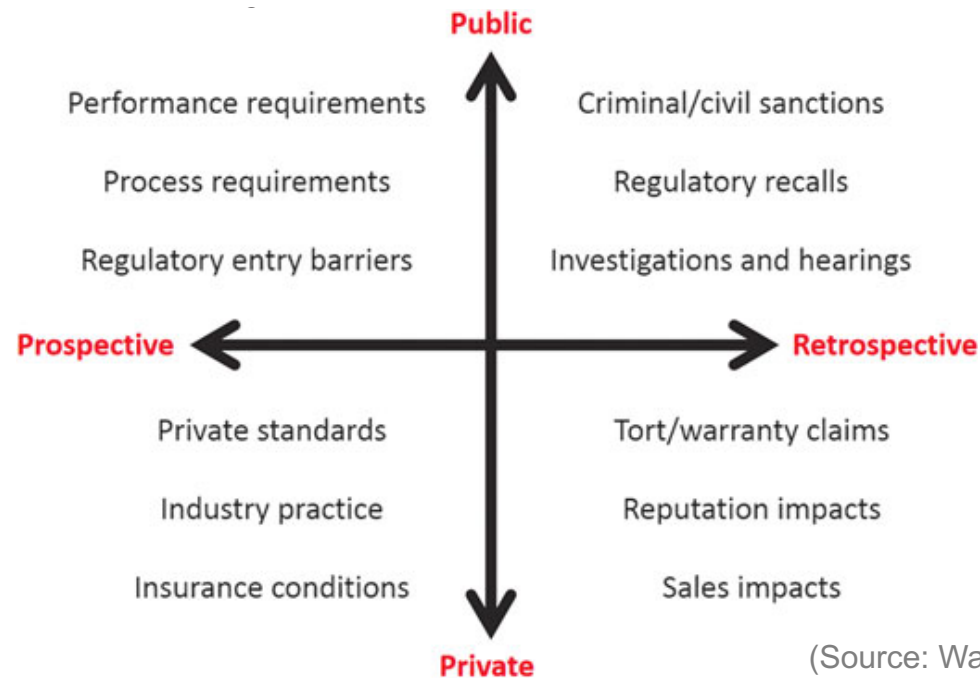 Public
Performance requirements
Criminal/civil sanctions
Process requirements
Regulatory recalls
Regulatory entry barriers
Investigations and hearings
Prospective
Retrospective
Private standards
Tort/warranty claims
Industry practice
Reputation impacts
Insurance conditions
Sales impacts
Private
(Source: